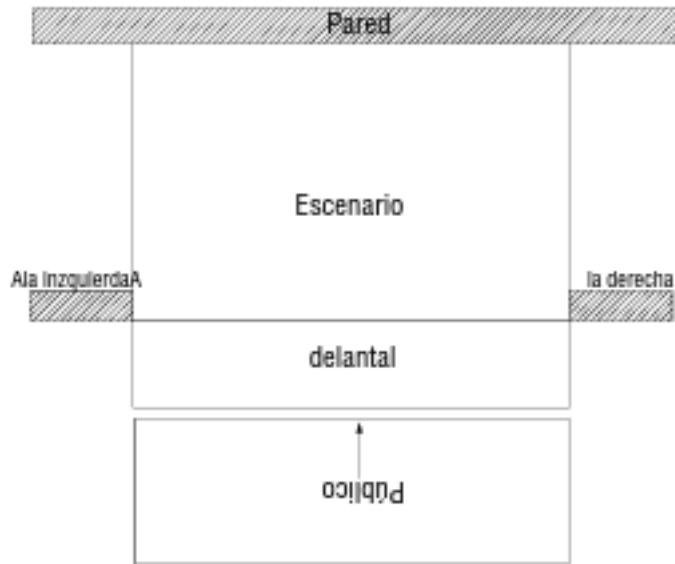 Pared
Escenario
Ala InzquierdaA
la derecha
delantal
Público